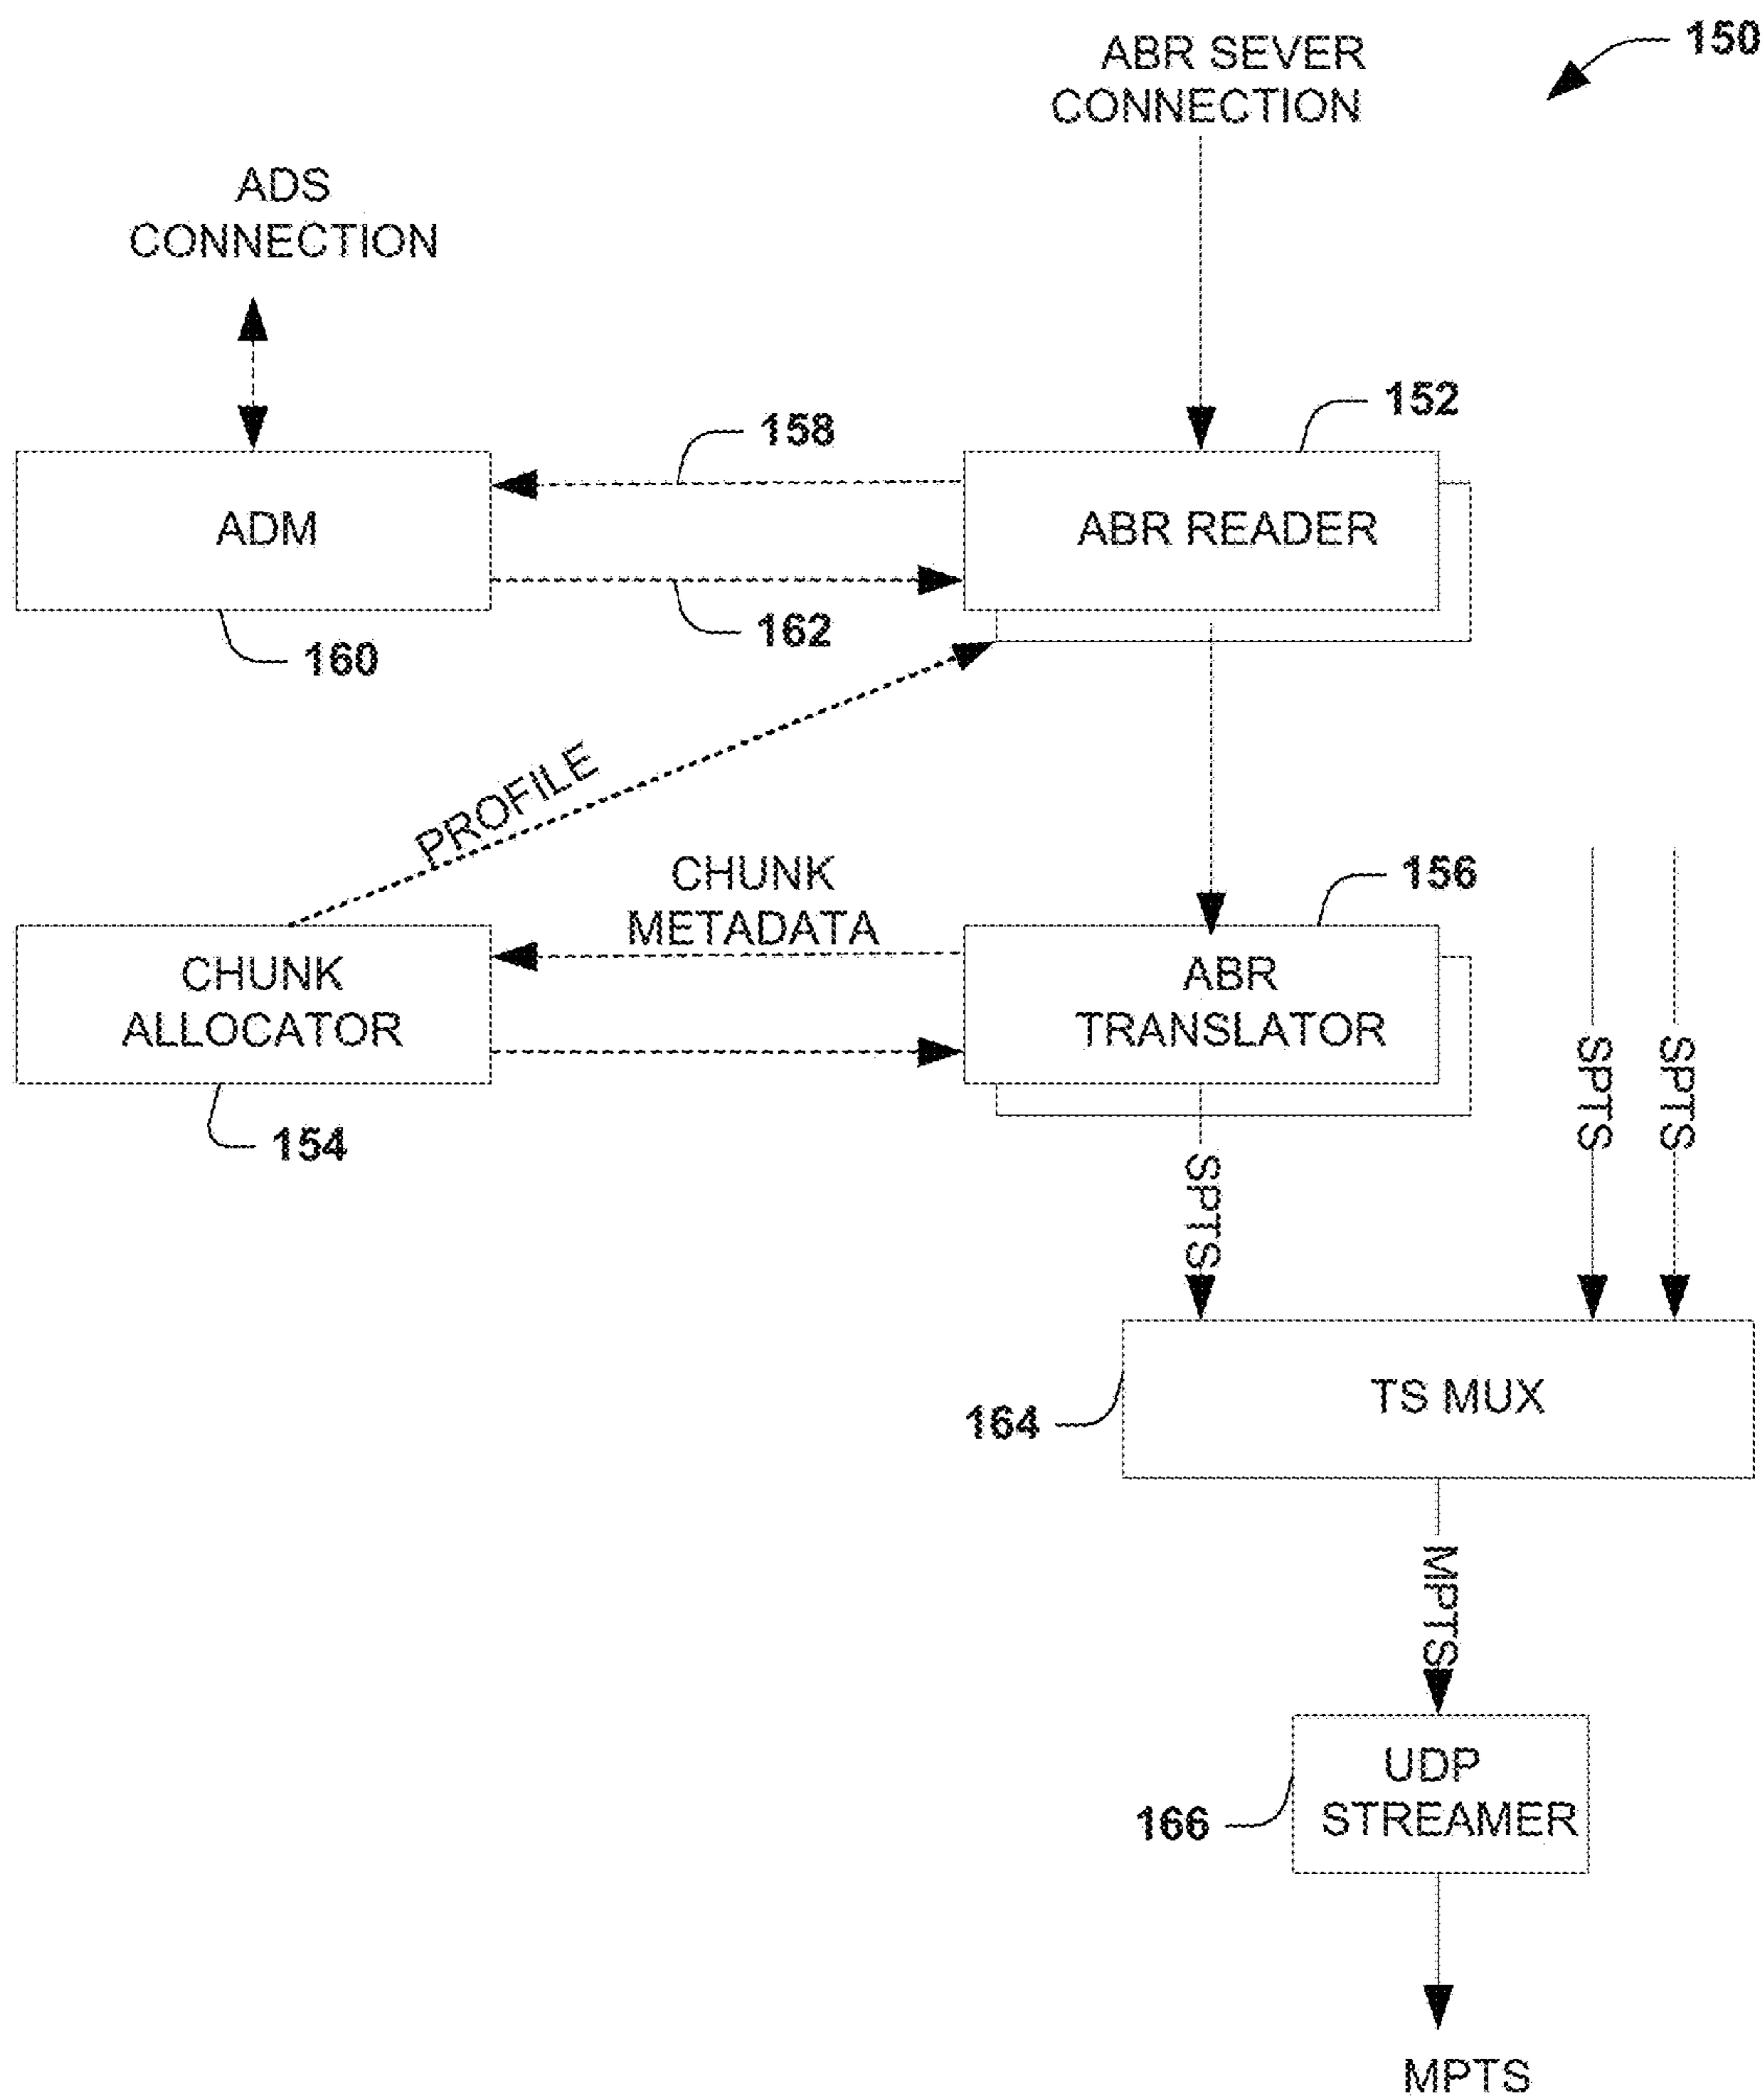 150
ABR SEVER
CONNECTION
ADS
CONNECTION
152
158
ADM
ABR READER
162
160
PROFILE
CHUNK
METADATA
156
CHUNK
ALLOCATOR
ABR
TRANSLATOR
SPTS
SPTS
154
SPTS
TS MUX
164
MPTS
UDP
STREAMER
166
MPTS